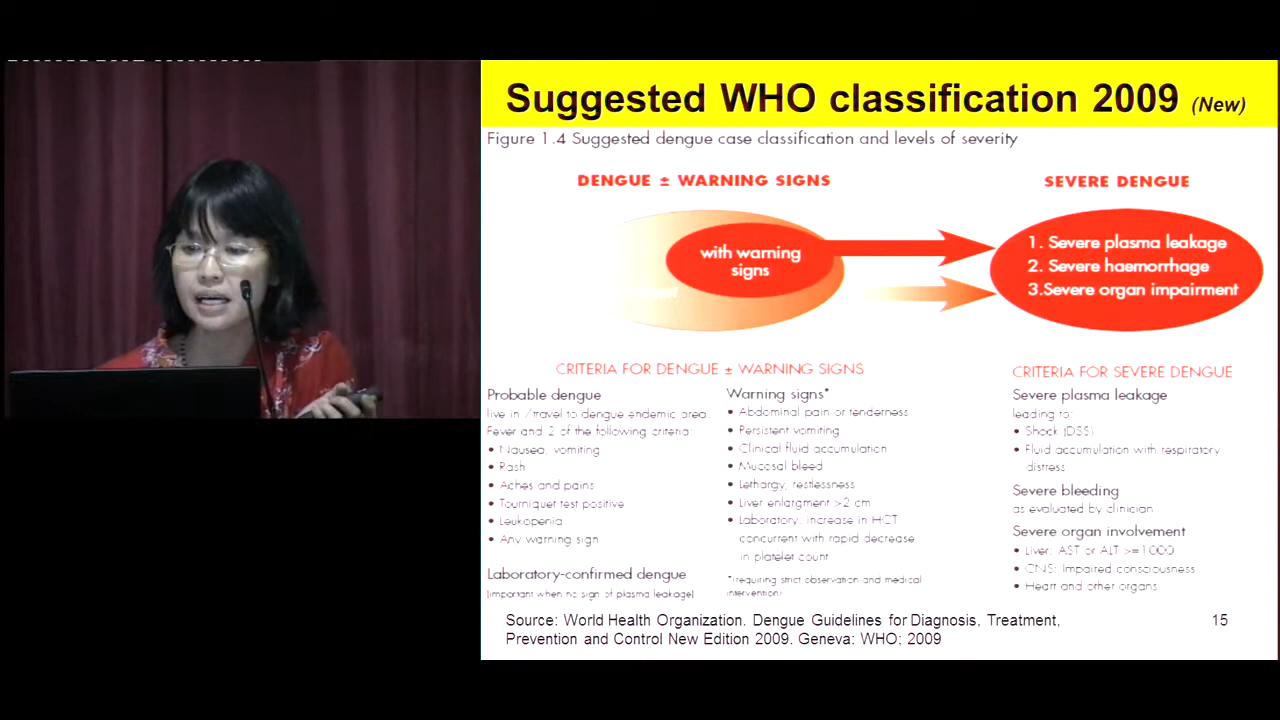 Suggested WHO classification 2009 (New)
Figure 1.4 Suggested dengue case classification and levels of severity
DENGUE ± WARNING SIGNS
SEVERE DENGUE
with warning
signs
1. Severe plasma leakage
2. Severe haemorrhage
3.Severe organ impairment
CRITERIA FOR DENGUE ± WARNING SIGNS
CRITERIA FOR SEVERE DENGUE
Probable dengue
live in / travel to dengue endemic area.
Fever and 2 of the following criteria:
• Nausea, vomiting
• Rash
• Aches and pains
• Tourniquet test positive
• Leukopenia
• Any warning sign
Laboratory-confirmed dengue
(important when no sign of plasma leakage)
Warning signs*
• Abdominal pain or tenderness
• Persistent vomiting
• Clinical fluid accumulation
• Mucosal bleed
• Lethargy, restlessness
• Liver enlargment >2 cm
• Laboratory: increase in HCT
concurrent with rapid decrease
in platelet count
*(requiring strict observation and medical
intervention)
Severe plasma leakage
leading to:
• Shock (DSS)
• Fluid accumulation with respiratory
distress
Severe bleeding
as evaluated by clinician
Severe organ involvement
• Liver: AST or ALT >=1000
• CNS: Impaired consciousness
• Heart and other organs
Source: World Health Organization. Dengue Guidelines for Diagnosis, Treatment,
Prevention and Control New Edition 2009. Geneva: WHO; 2009
15